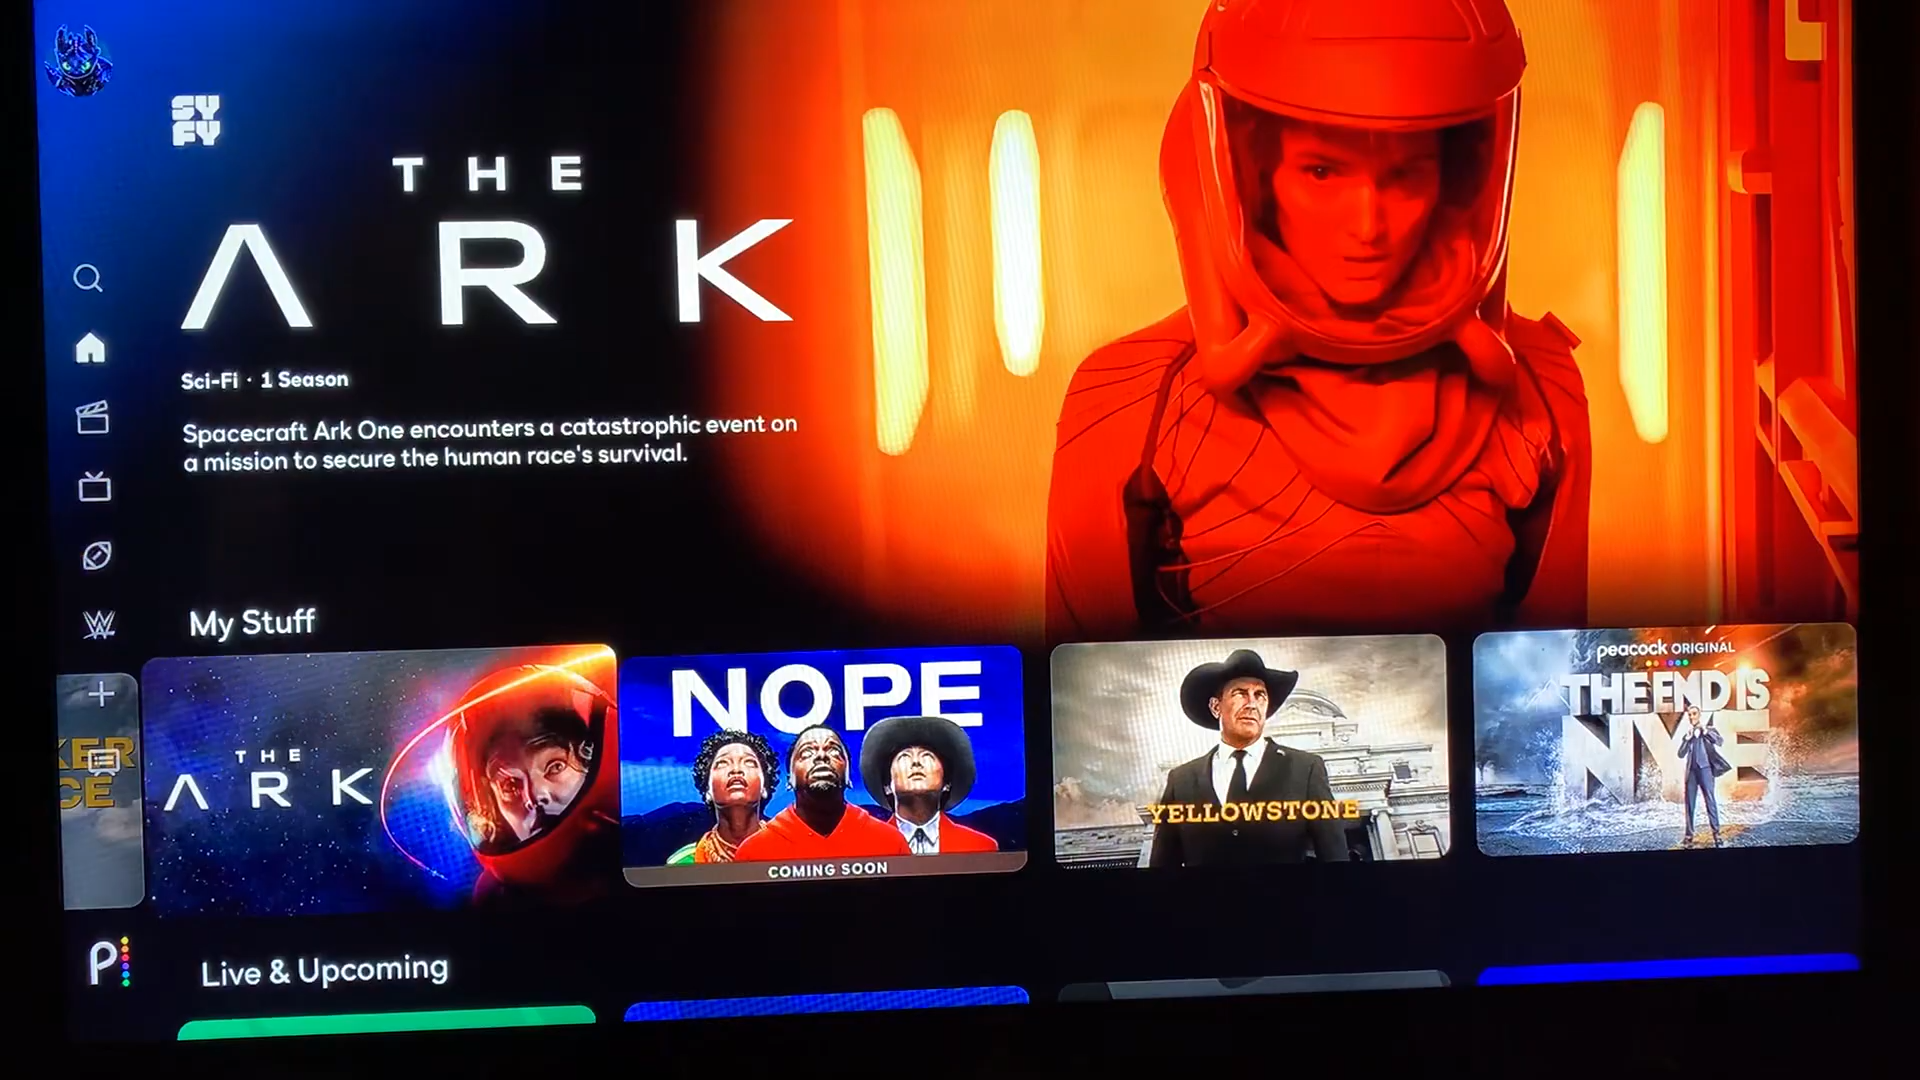 SY
FY
THE
ARK
Sci-Fi · 1 Season
Spacecraft Ark One encounters a catastrophic event on
a mission to secure the human race's survival.
My Stuff
KER
CE
THE
ARK
NOPE
COMING SOON
YELLOWSTONE
peacock ORIGINAL
THE END IS
NYE
W
P
Live & Upcoming